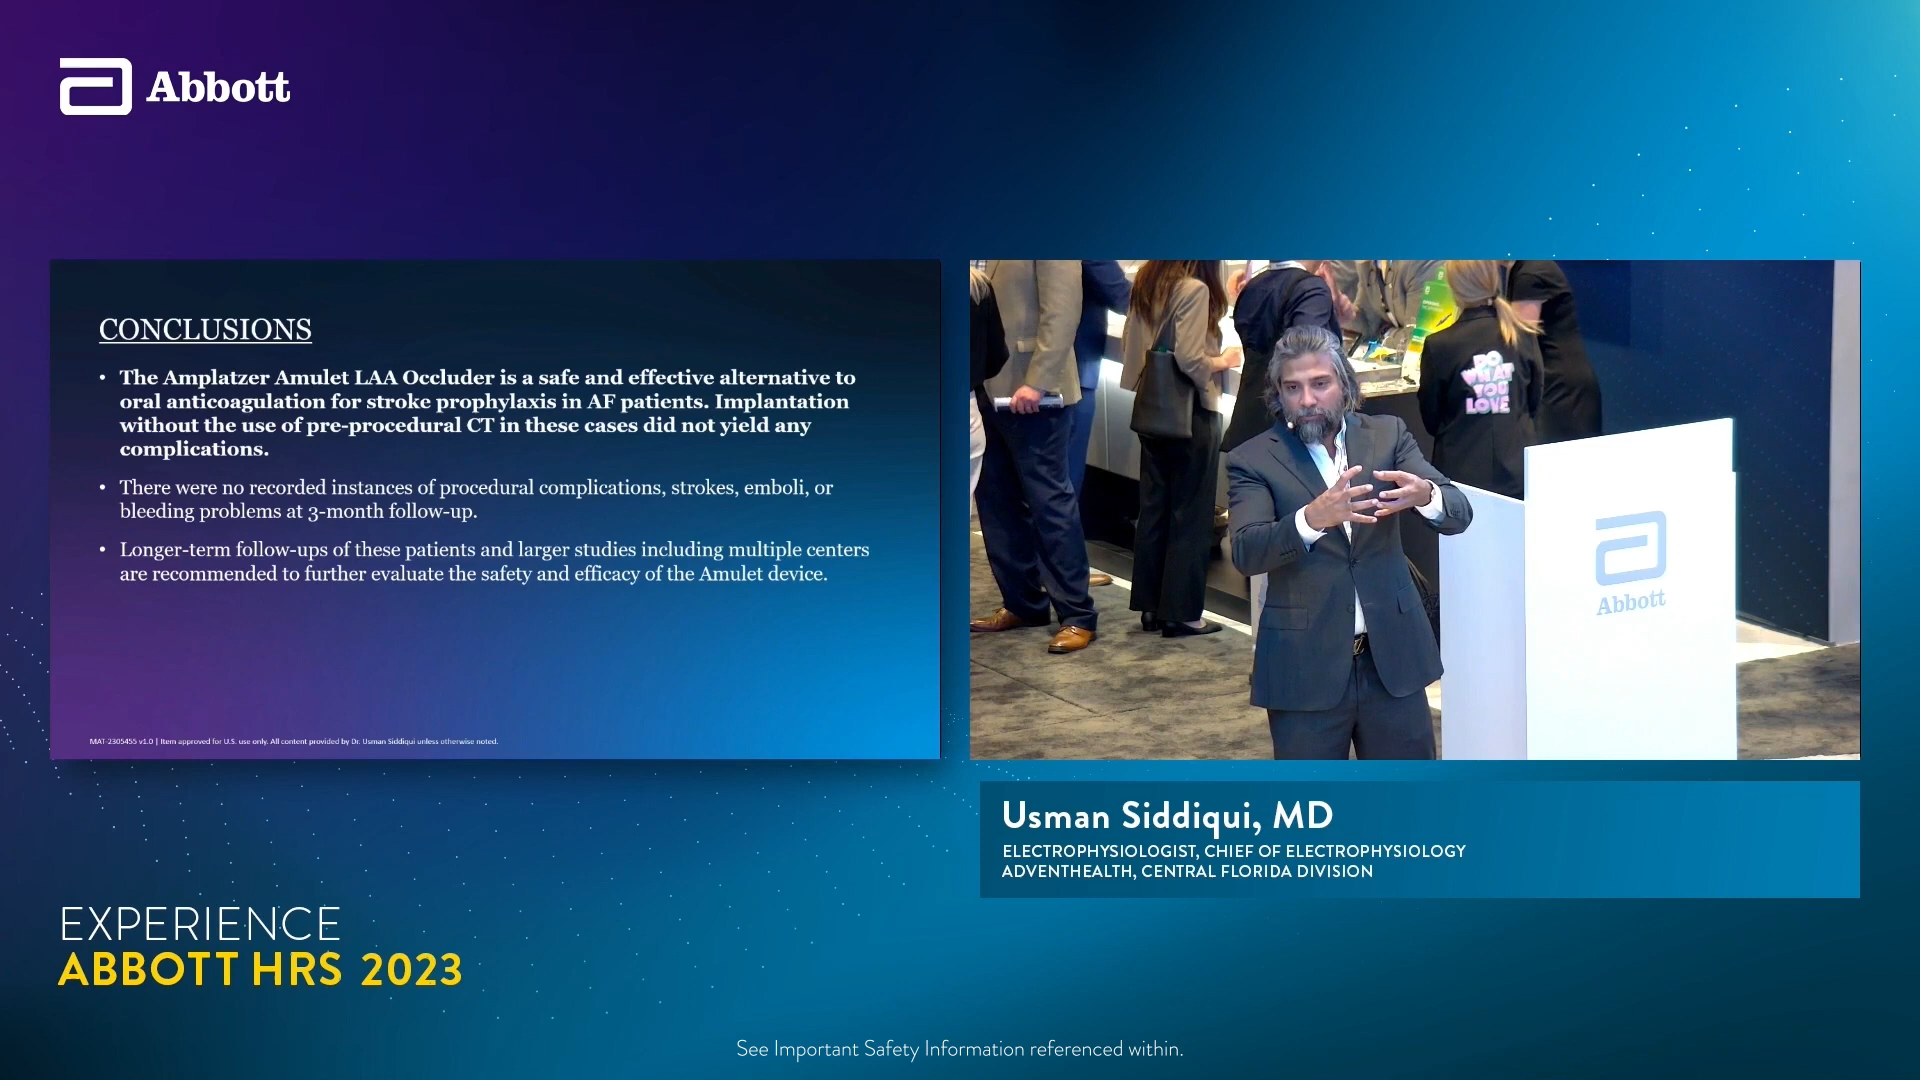 Abbott
CONCLUSIONS
• The Amplatzer Amulet LAA Occluder is a safe and effective alternative to
oral anticoagulation for stroke prophylaxis in AF patients. Implantation
without the use of pre-procedural CT in these cases did not yield any
complications.
• There were no recorded instances of procedural complications, strokes, emboli, or
bleeding problems at 3-month follow-up.
• Longer-term follow-ups of these patients and larger studies including multiple centers
are recommended to further evaluate the safety and efficacy of the Amulet device.
MAT-2305455 v1.0 | Item approved for U.S. use only. All content provided by Dr. Usman Siddiqui unless otherwise noted.
DO
WHAT
YOU
LOVE
Abbott
Usman Siddiqui, MD
ELECTROPHYSIOLOGIST, CHIEF OF ELECTROPHYSIOLOGY
ADVENTHEALTH, CENTRAL FLORIDA DIVISION
EXPERIENCE
ABBOTT HRS 2023
See Important Safety Information referenced within.